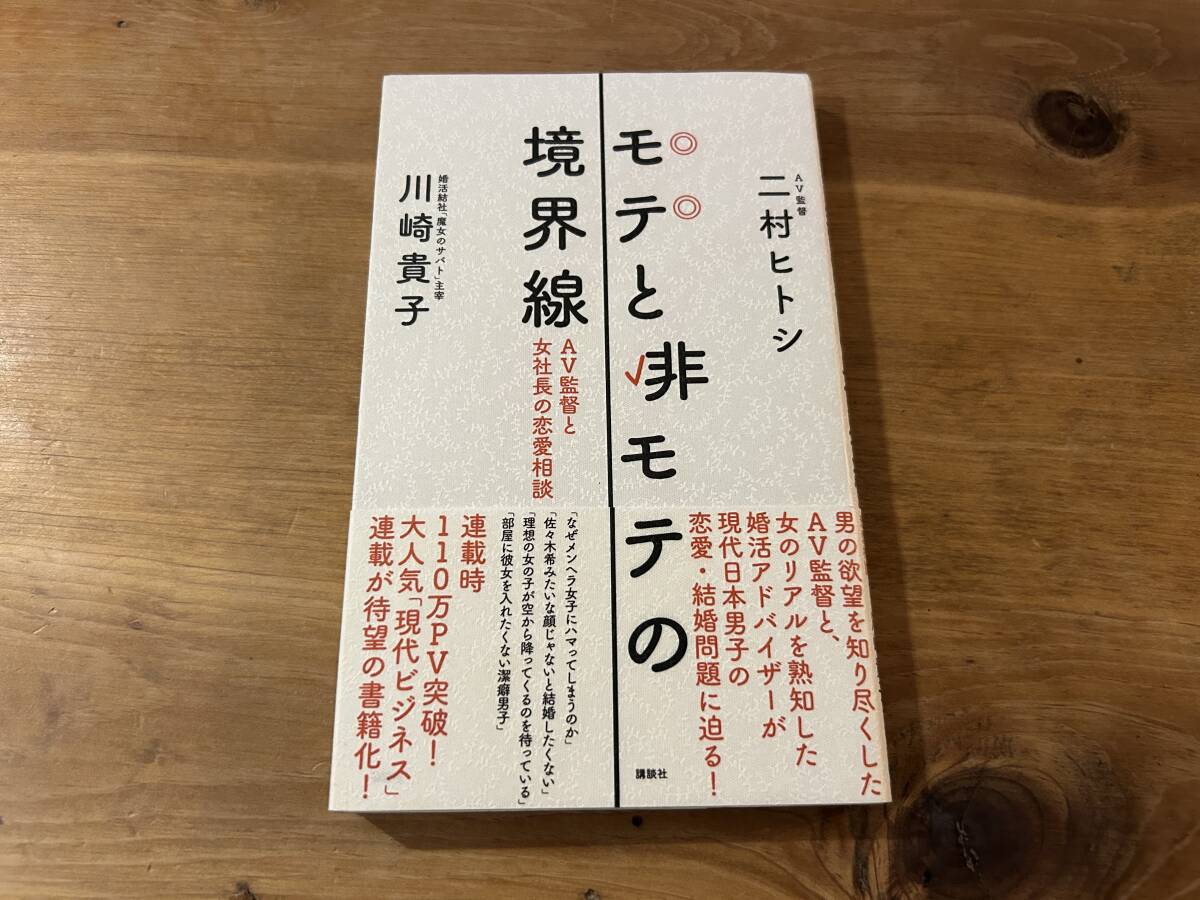 AV監督
二村ヒトシ
モテと非モテの
境界線
AV監督と
女社長の恋愛相談
婚活結社「魔女のサバト」主宰
川崎貴子
男の欲望を知り尽くした
AV監督と、
女のリアルを熟知した
婚活アドバイザーが
現代日本男子の
恋愛・結婚問題に迫る!
講談社
「なぜメンヘラ女子にハマってしまうのか」
「佐々木希みたいな顔じゃないと結婚したくない」
「理想の女の子が空から降ってくるのを待っている」
「部屋に彼女を入れたくない潔癖男子」
連載時
110万PV突破!
大人気「現代ビジネス」
連載が待望の書籍化!